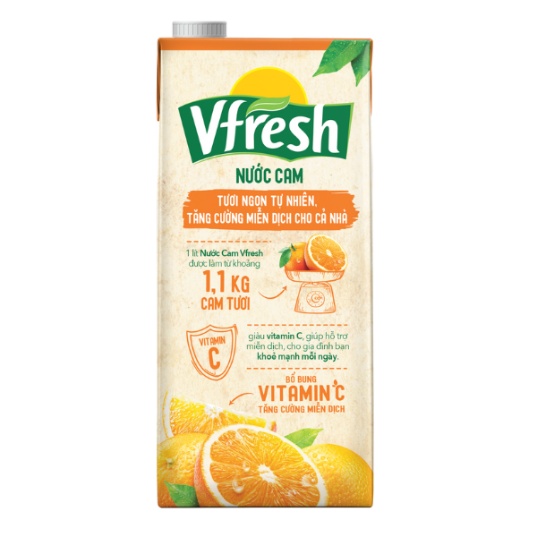 Vfresh
NƯỚC CAM
TƯƠI NGON TỰ NHIÊN,
TĂNG CƯỜNG MIỄN DỊCH CHO CẢ NHÀ
1 lít Nước Cam Vfresh
được làm từ khoảng
1,1 KG
CAM TƯƠI
VITAMIN
C
giàu vitamin C, giúp hỗ trợ
miễn dịch, cho gia đình bạn
khoẻ mạnh mỗi ngày.
BỔ SUNG
VITAMIN C
TĂNG CƯỜNG MIỄN DỊCH